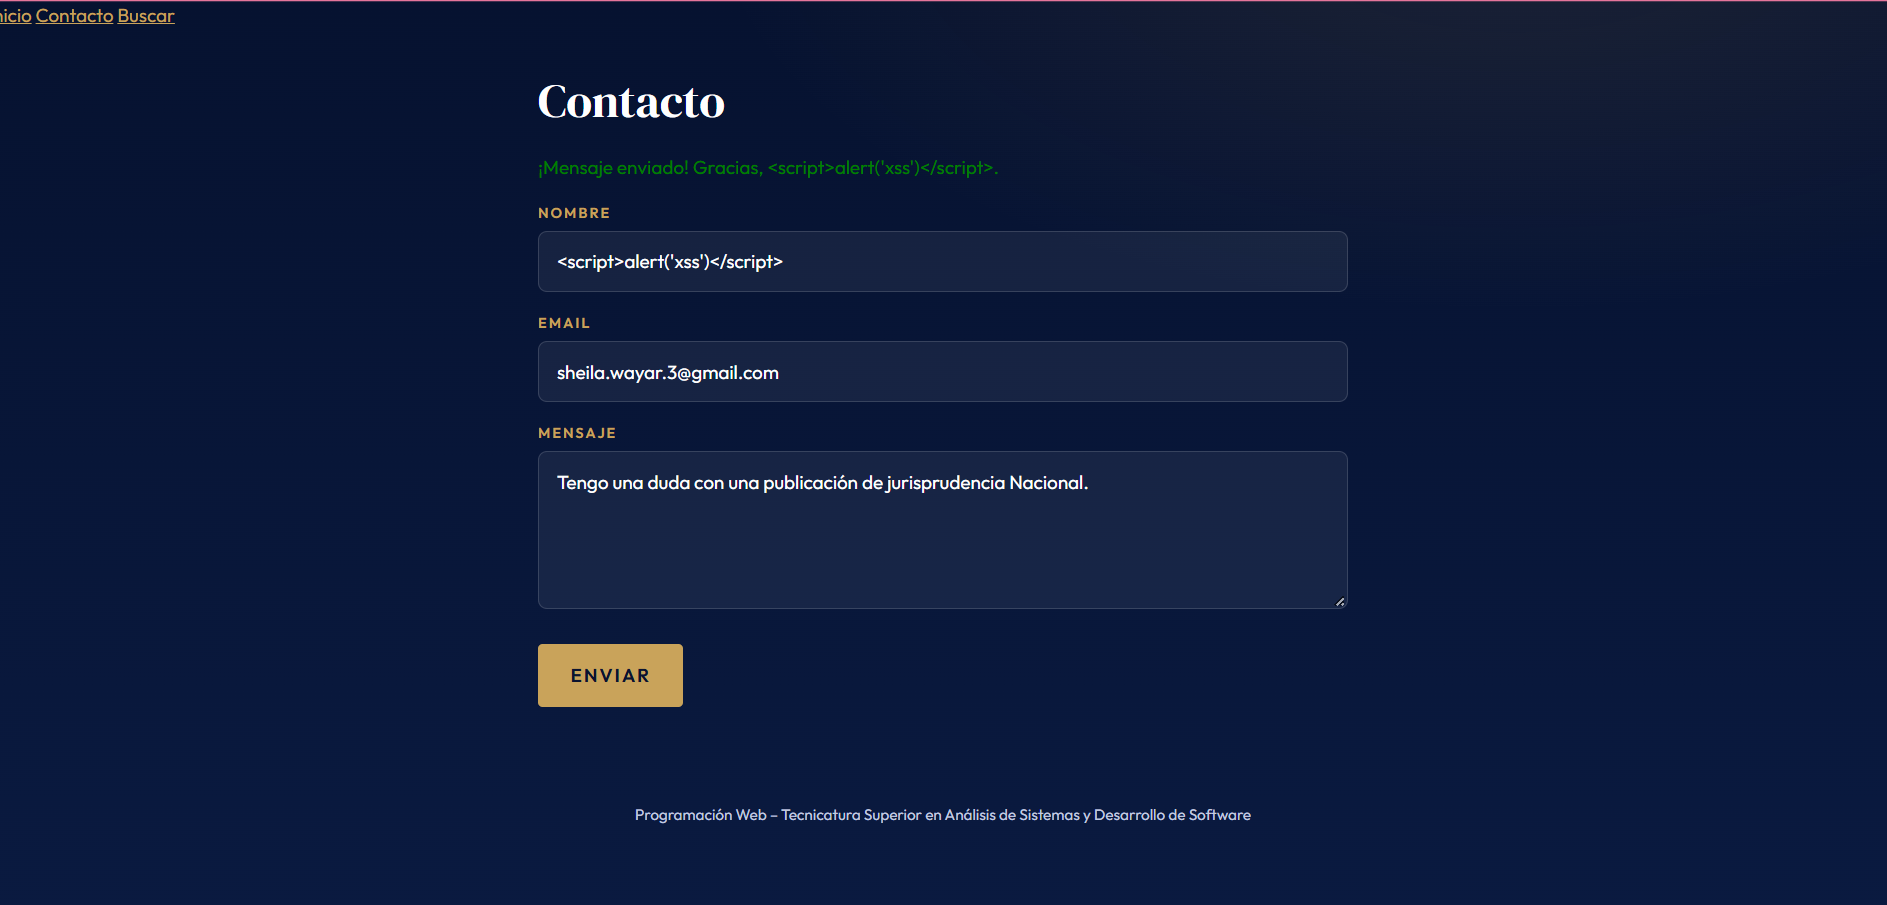 nicio Contacto Buscar
Contacto
¡Mensaje enviado! Gracias, <script>alert('xss')</script>.
NOMBRE
<script>alert('xss')</script>
EMAIL
sheila.wayar.3@gmail.com
MENSAJE
Tengo una duda con una publicación de jurisprudencia Nacional.
ENVIAR
Programación Web – Tecnicatura Superior en Análisis de Sistemas y Desarrollo de Software